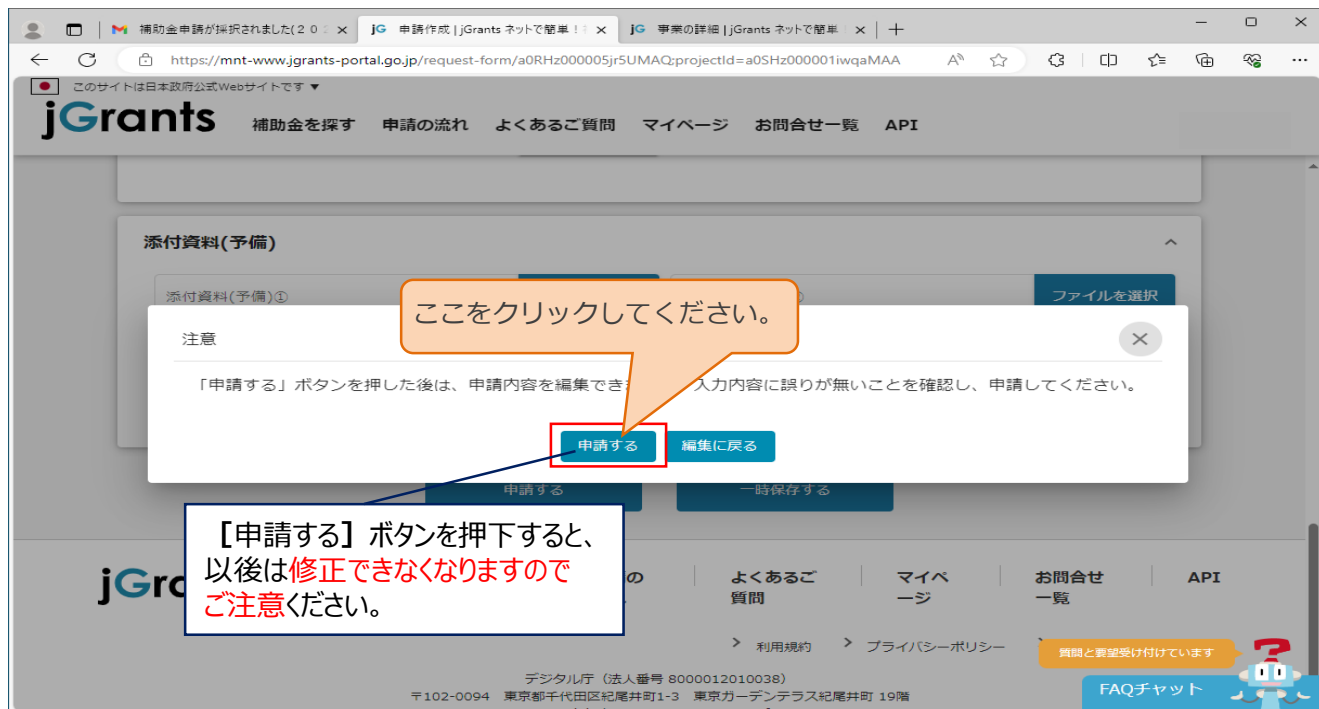 補助金申請が採択されました(２０
jG 申請作成 | jGrants ネットで簡単！
jG 事業の詳細 | jGrants ネットで簡単
https://mnt-www.jgrants-portal.go.jp/request-form/a0RHz000005jr5UMAQ;projectId=a0SHz000001iwqaMAA
このサイトは日本政府公式Webサイトです ▼
jGrants 補助金を探す 申請の流れ よくあるご質問 マイページ お問合せ一覧 API
添付資料(予備)
添付資料(予備)①
ファイルを選択
ここをクリックしてください。
注意
「申請する」ボタンを押した後は、申請内容を編集でき
入力内容に誤りが無いことを確認し、申請してください。
申請する 編集に戻る
申請する 一時保存する
【申請する】ボタンを押下すると、
以後は修正できなくなりますので
ご注意ください。
jGr
の
よくあるご
質問
マイペ
ージ
お問合せ
一覧
API
利用規約 プライバシーポリシー
質問と要望受け付けています
FAQチャット
デジタル庁（法人番号 8000012010038）
〒102-0094 東京都千代田区紀尾井町1-3 東京ガーデンテラス紀尾井町 19階